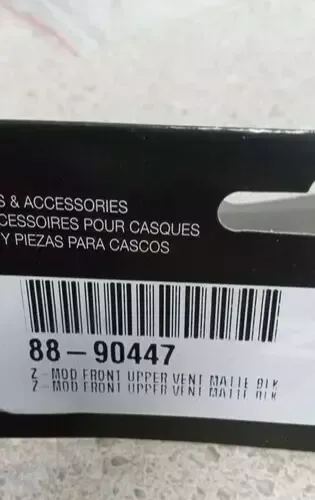 S & ACCESSORIES
CESSOIRES POUR CASQUES
Y PIEZAS PARA CASCOS
88-90447
Z-MOD FRONT UPPER VENT MATTE BLK
Z-MOD FRONT UPPER VENT MATTE BLK